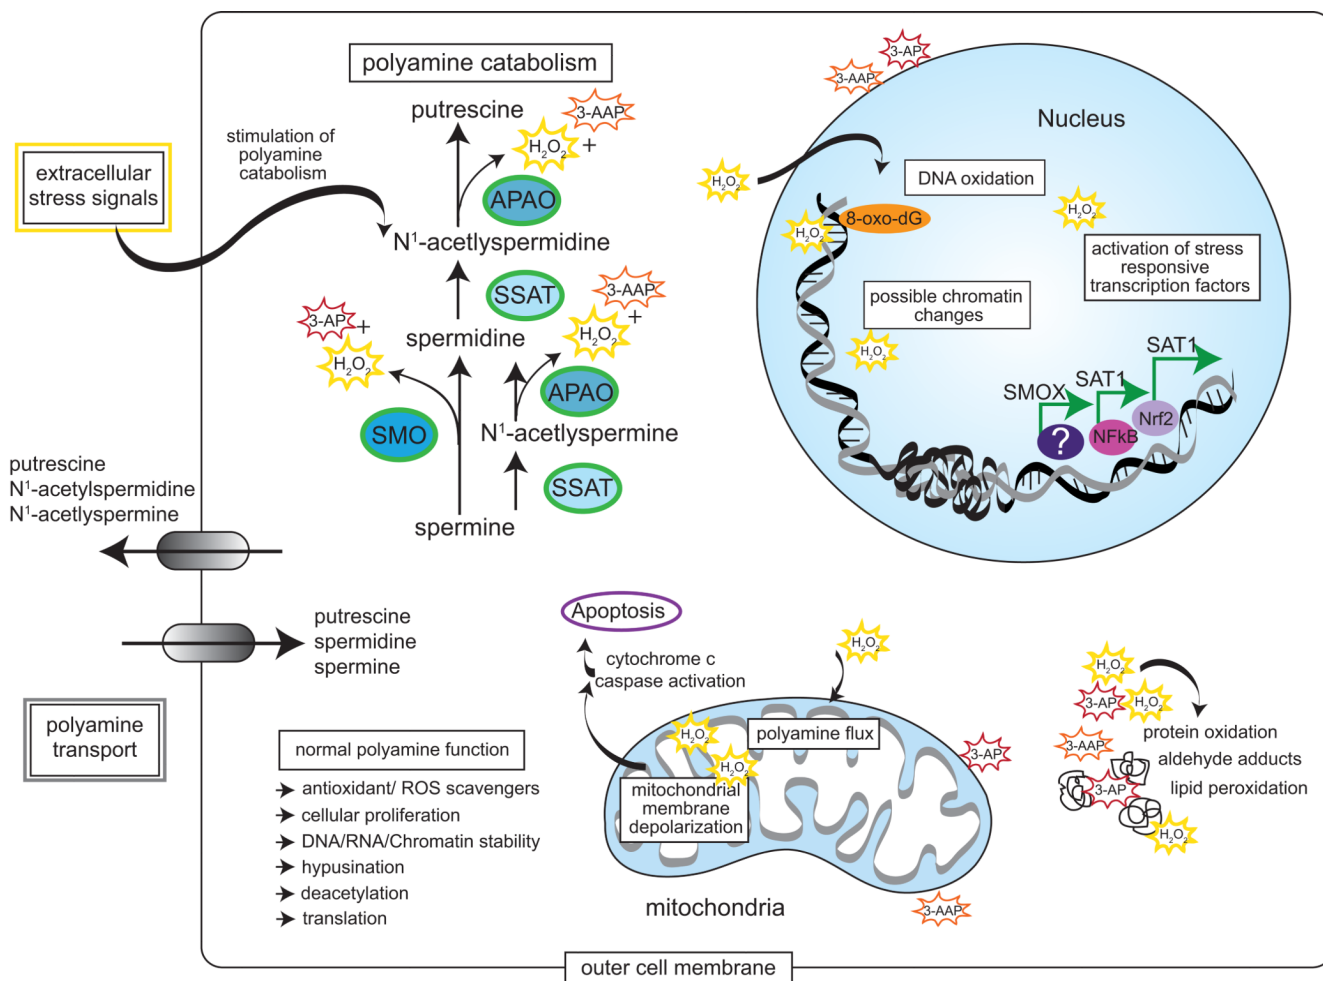 polyamine catabolism
putrescine
3-AAP
H₂O₂ +
APAO
stimulation of
polyamine
catabolism
extracellular
stress signals
N¹-acetlyspermidine
SSAT
3-AAP
+
H₂O₂
3-AP +
H₂O₂
spermidine
APAO
SMO
N¹-acetlyspermine
SSAT
spermine
putrescine
N¹-acetylspermidine
N¹-acetlyspermine
putrescine
spermidine
spermine
polyamine
transport
normal polyamine function
antioxidant/ ROS scavengers
cellular proliferation
DNA/RNA/Chromatin stability
hypusination
deacetylation
translation
3-AP
3-AAP
Nucleus
H₂O₂
DNA oxidation
8-oxo-dG
H₂O₂
H₂O₂
activation of stress
responsive
transcription factors
possible chromatin
changes
H₂O₂
SAT1
SAT1
SMOX
Nrf2
NFkB
?
Apoptosis
cytochrome c
caspase activation
H₂O₂
H₂O₂
polyamine flux
H₂O₂
mitochondrial
membrane
depolarization
3-AP
3-AAP
mitochondria
H₂O₂
3-AP
H₂O₂
protein oxidation
3-AAP
aldehyde adducts
3-AP
lipid peroxidation
H₂O₂
outer cell membrane